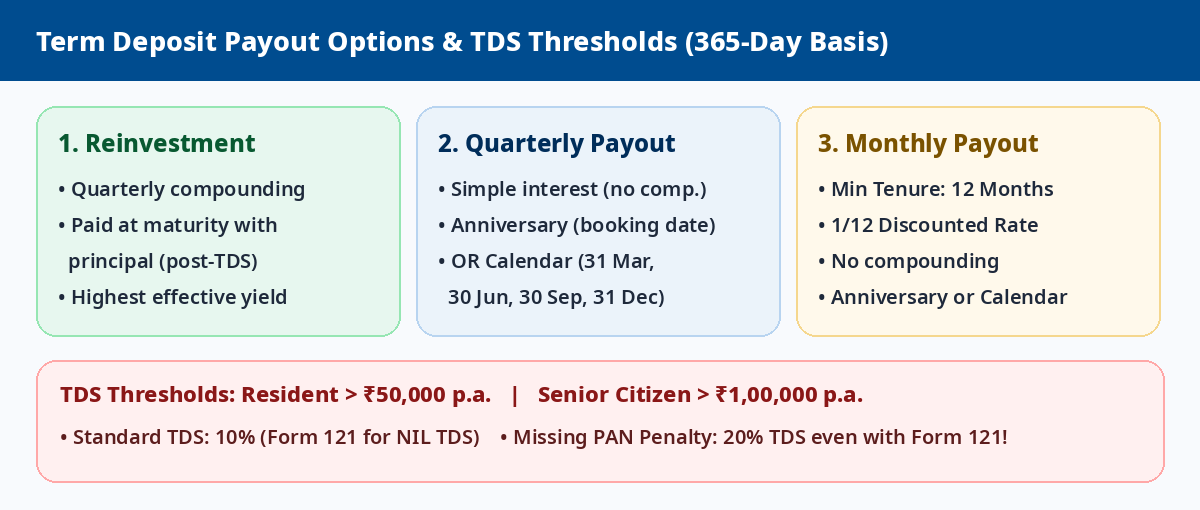 Term Deposit Payout Options & TDS Thresholds (365-Day Basis)
1. Reinvestment
• Quarterly compounding
• Paid at maturity with
principal (post-TDS)
• Highest effective yield
2. Quarterly Payout
• Simple interest (no comp.)
• Anniversary (booking date)
• OR Calendar (31 Mar,
30 Jun, 30 Sep, 31 Dec)
3. Monthly Payout
• Min Tenure: 12 Months
• 1/12 Discounted Rate
• No compounding
• Anniversary or Calendar
TDS Thresholds: Resident > ₹50,000 p.a. | Senior Citizen > ₹1,00,000 p.a.
• Standard TDS: 10% (Form 121 for NIL TDS) • Missing PAN Penalty: 20% TDS even with Form 121!